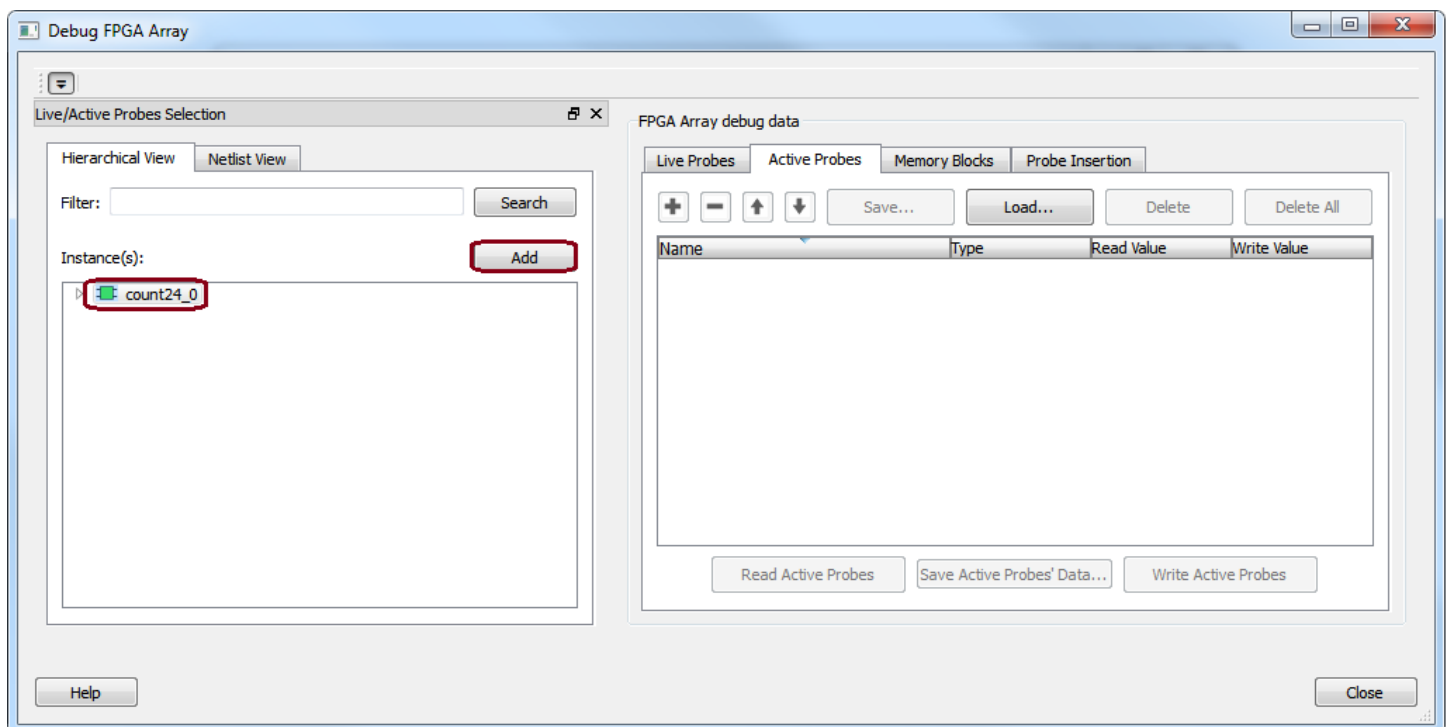 Debug FPGA Array
Live/Active Probes Selection
Hierarchical View Netlist View
Filter: Search
Instance(s): Add
count24_0
FPGA Array debug data
Live Probes Active Probes Memory Blocks Probe Insertion
Save... Load... Delete Delete All
Name Type Read Value Write Value
Read Active Probes Save Active Probes' Data... Write Active Probes
Help Close